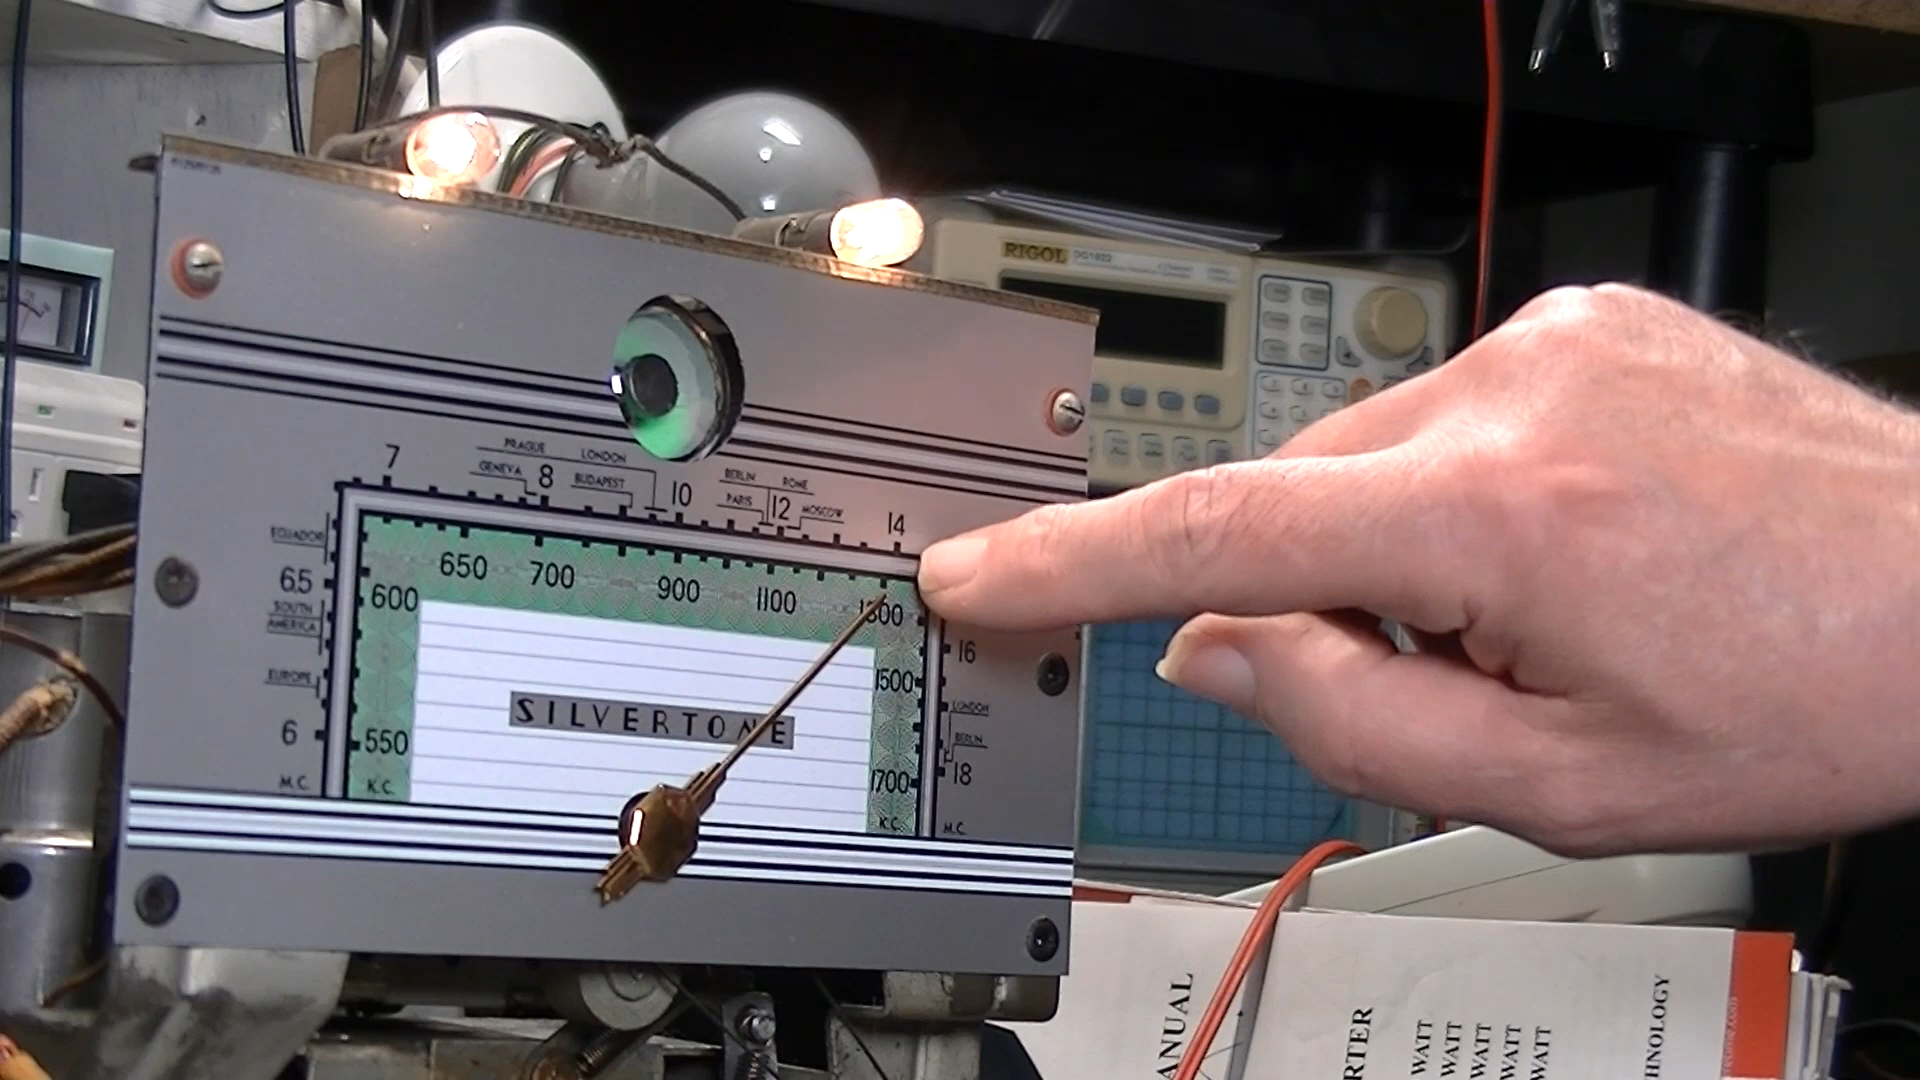 RIGOL DG1022
7
PRAGUE LONDON
GENEVA 8 BUDAPEST 10
BERLIN ROME
PARIS 12 MOSCOW 14
ECUADOR
6.5
SOUTH
AMERICA
EUROPE
6
M.C.
600 650 700 900 1100 1300
550
K.C.
1500
1700
K.C.
16
LONDON
BERLIN
18
M.C.
SILVERTONE
ANUAL
RTER
WATT
WATT
WATT
WATT
WATT
HNOLOGY